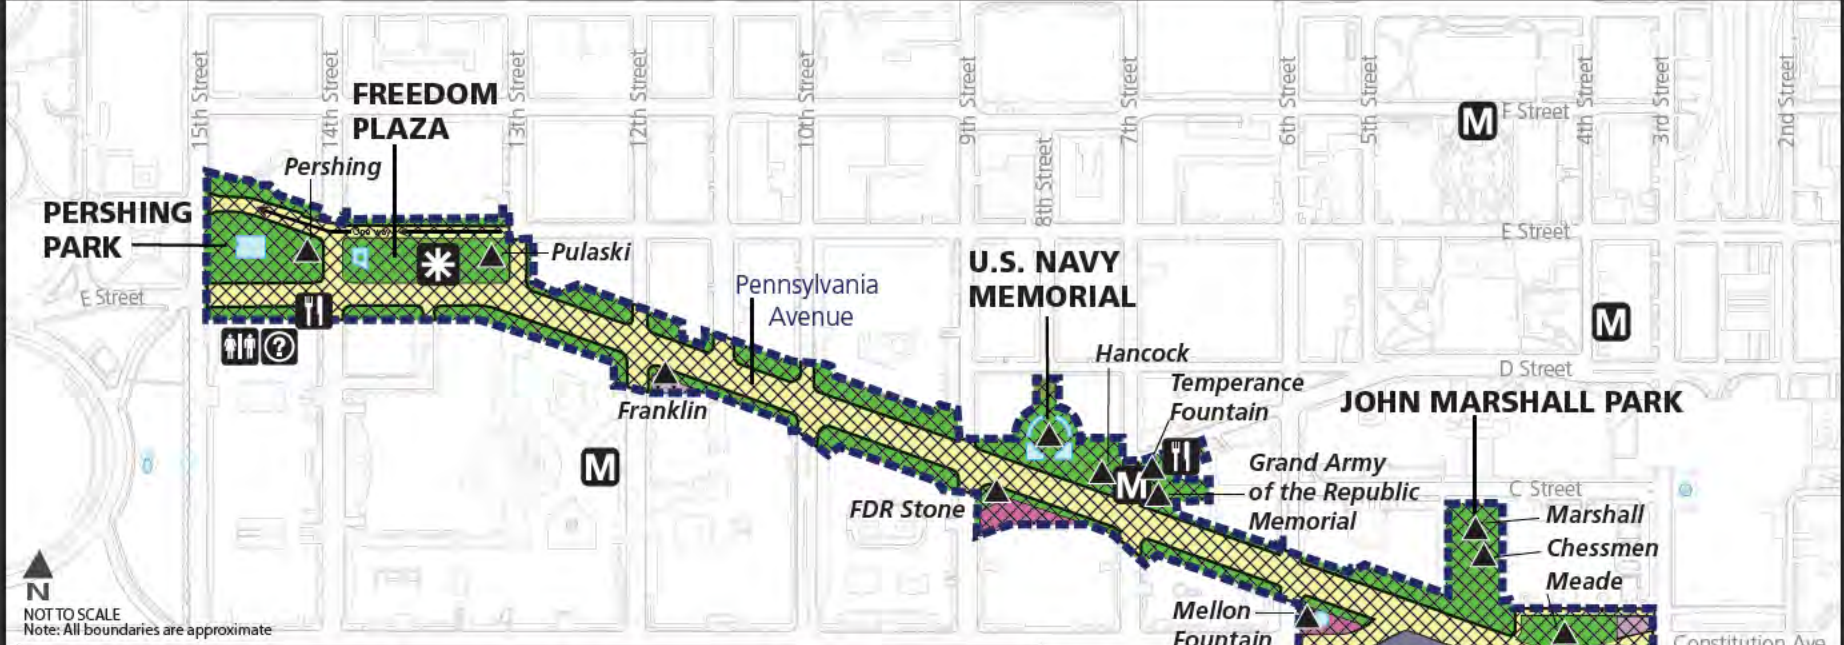 15th Street
14th Street
13th Street
12th Street
10th Street
9th Street
8th Street
7th Street
6th Street
5th Street
4th Street
3rd Street
2nd Street
FREEDOM
PLAZA
M
F Street
Pershing
PERSHING
PARK
One way
Pulaski
E Street
E Street
?
Pennsylvania
Avenue
U.S. NAVY
MEMORIAL
M
Hancock
D Street
Temperance
Fountain
JOHN MARSHALL PARK
Franklin
M
M
Grand Army
of the Republic
Memorial
FDR Stone
C Street
Marshall
Chessmen
Meade
N
NOT TO SCALE
Note: All boundaries are approximate
Mellon
Fountain
Constitution Ave